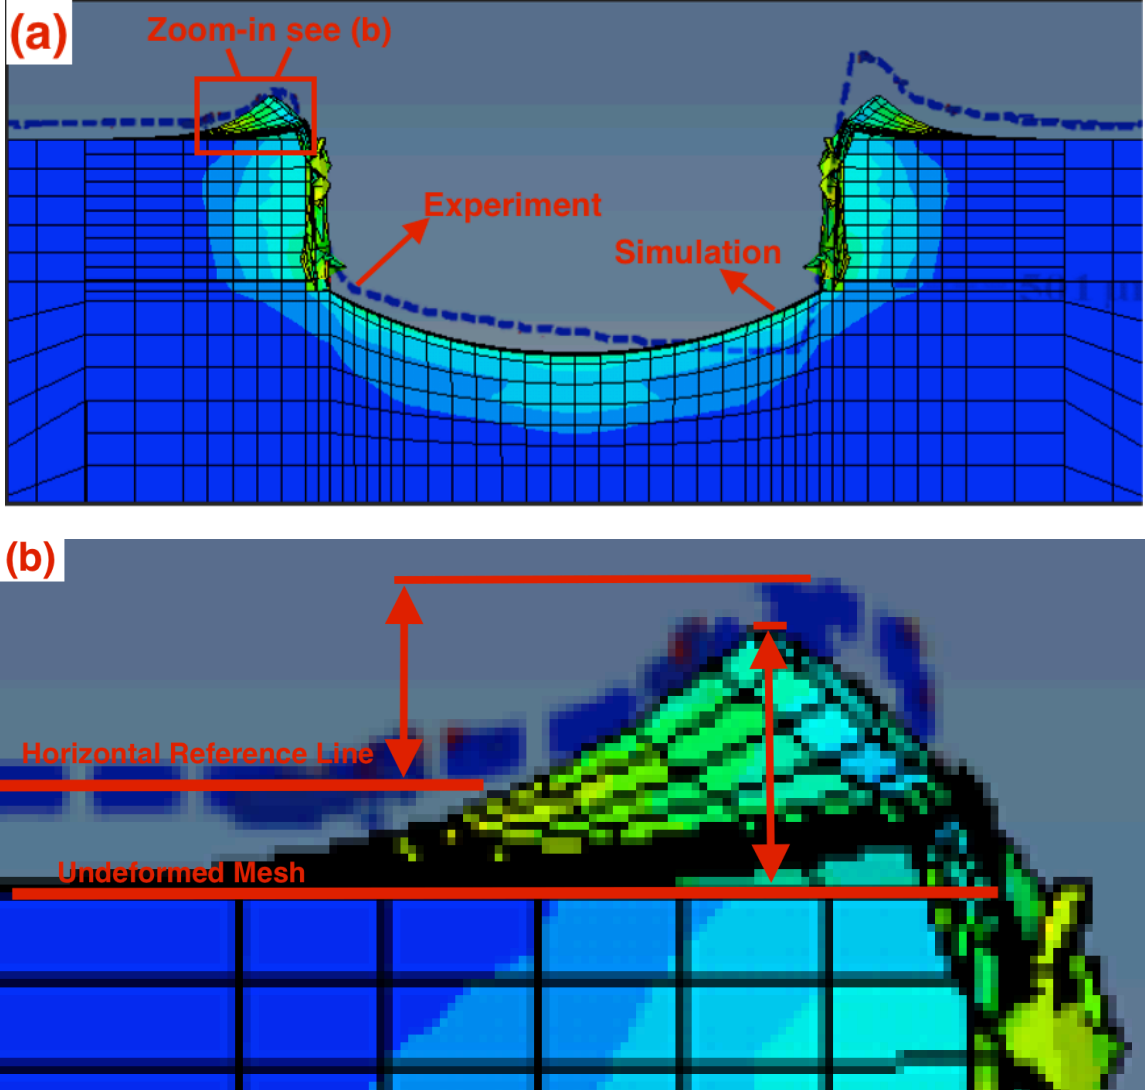 (a)
Zoom-in see (b)
Experiment
Simulation
(b)
Horizontal Reference Line
Undeformed Mesh